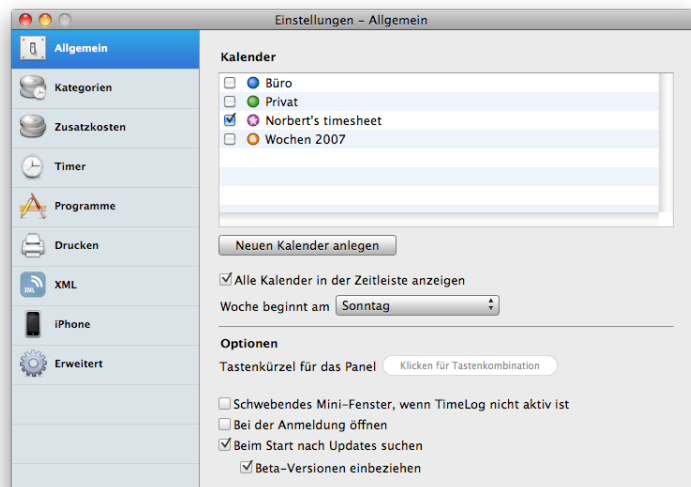 Einstellungen – Allgemein
Allgemein
Kategorien
Zusatzkosten
Timer
Programme
Drucken
XML
XML
iPhone
Erweitert
Kalender
Büro
Privat
Norbert's timesheet
Wochen 2007
Neuen Kalender anlegen
Alle Kalender in der Zeitleiste anzeigen
Woche beginnt am Sonntag
Optionen
Tastenkürzel für das Panel Klicken für Tastenkombination
Schwebendes Mini-Fenster, wenn TimeLog nicht aktiv ist
Bei der Anmeldung öffnen
Beim Start nach Updates suchen
Beta-Versionen einbeziehen